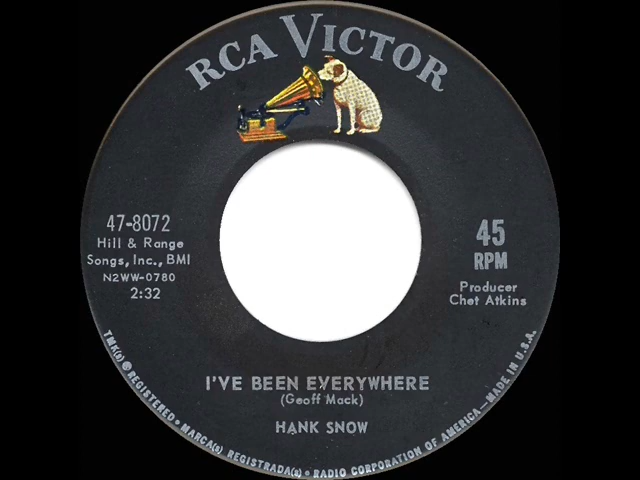 RCA VICTOR
47-8072
Hill & Range
Songs, Inc., BMI
N2WW-0780
2:32
45
RPM
Producer
Chet Atkins
I'VE BEEN EVERYWHERE
(Geoff Mack)
HANK SNOW
TMK(s) ® REGISTERED • MARCA(s) REGISTRADA(s) • RADIO CORPORATION OF AMERICA—MADE IN U.S.A.